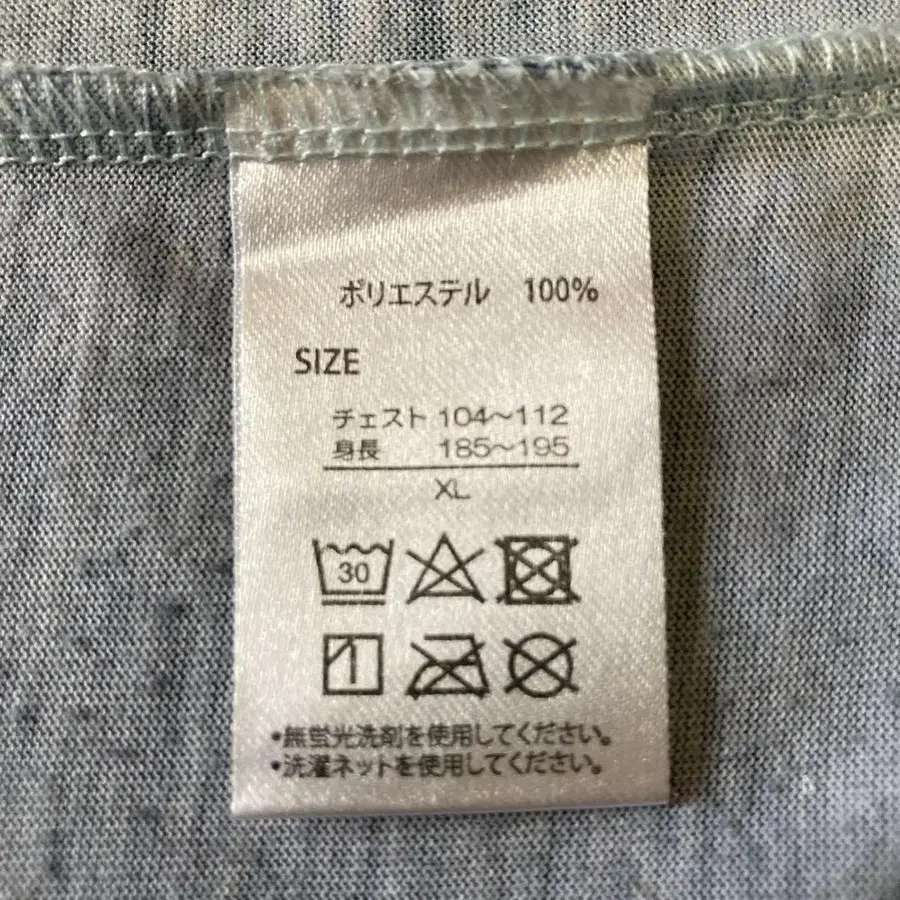 ポリエステル 100%
SIZE
チェスト 104〜112
身長 185〜195
XL
30
•無蛍光洗剤を使用してください。
•洗濯ネットを使用してください。